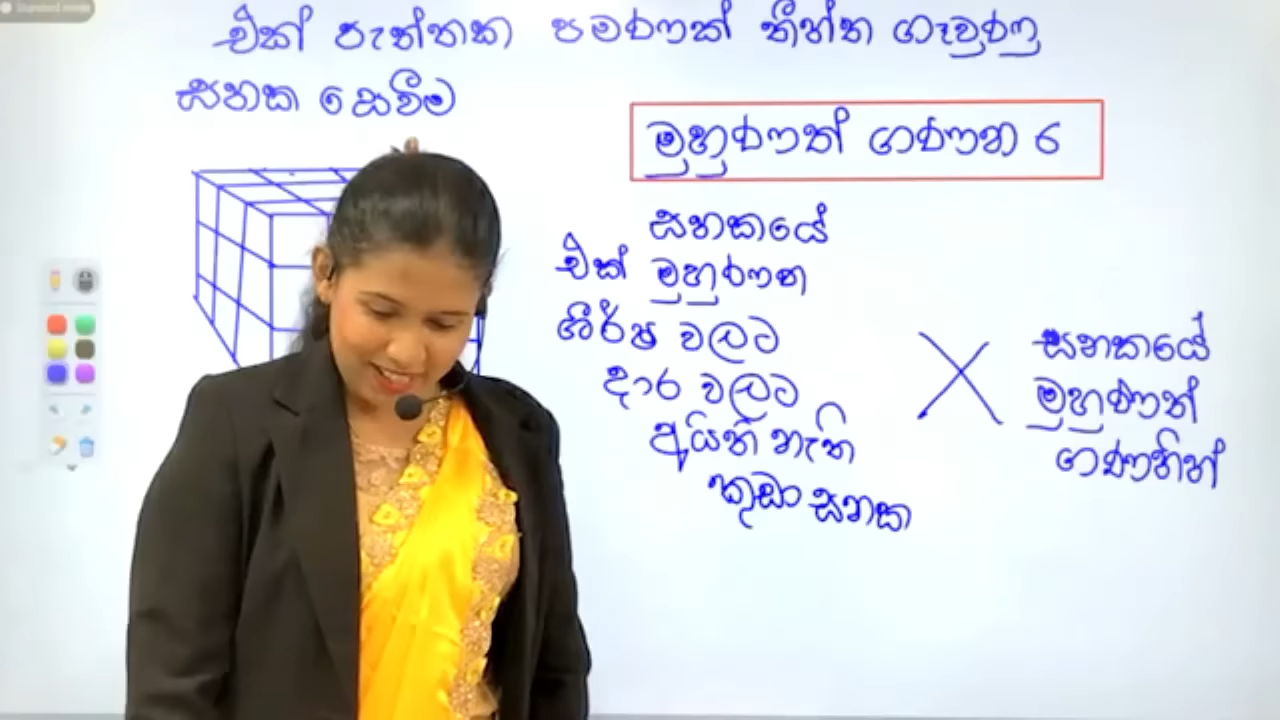 එක් පැත්තක පමණක් තීන්ත ගෑවුණු
ඝනක සෙවීම
මුහුණත් ගණන 6
ඝනකයේ
එක් මුහුණත
ශීර්ෂ වලට
දාර වලට
අයිති නැති
කුඩා ඝනක
ඝනකයේ
මුහුණත්
ගණනින්